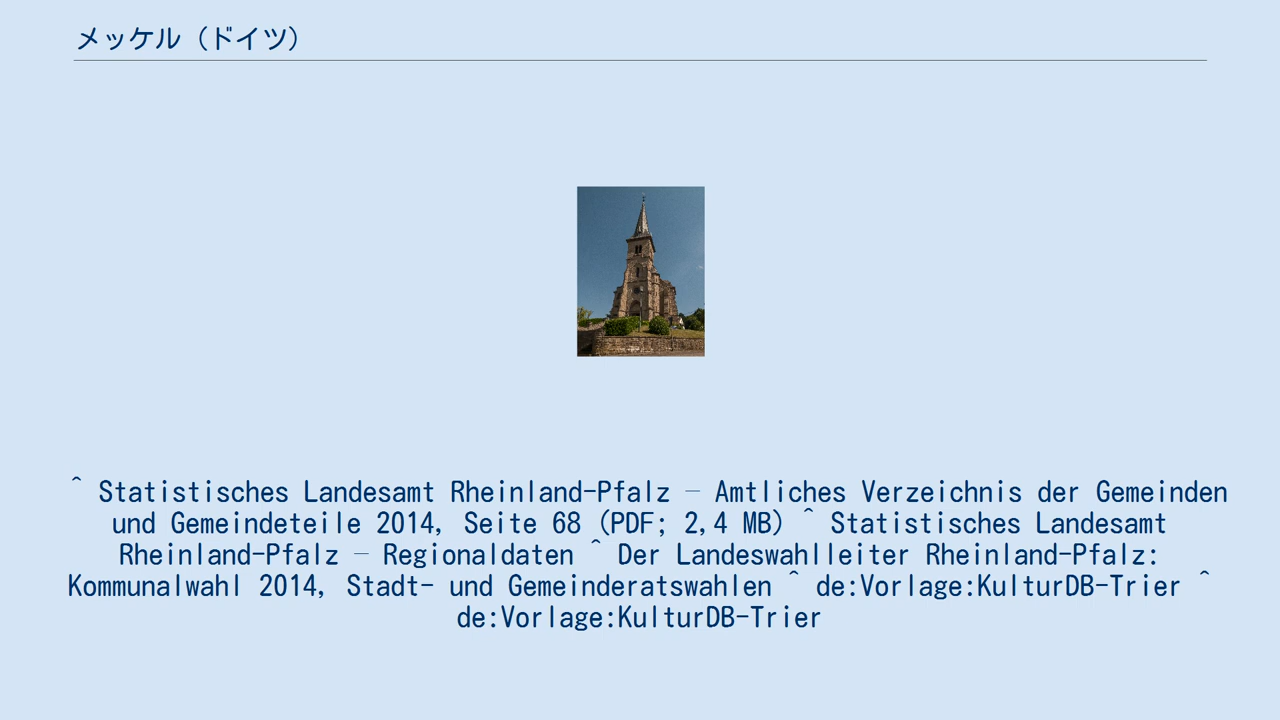 メッケル（ドイツ）
^ Statistisches Landesamt Rheinland-Pfalz – Amtliches Verzeichnis der Gemeinden
und Gemeindeteile 2014, Seite 68 (PDF; 2,4 MB) ^ Statistisches Landesamt
Rheinland-Pfalz – Regionaldaten ^ Der Landeswahlleiter Rheinland-Pfalz:
Kommunalwahl 2014, Stadt- und Gemeinderatswahlen ^ de:Vorlage:KulturDB-Trier ^
de:Vorlage:KulturDB-Trier